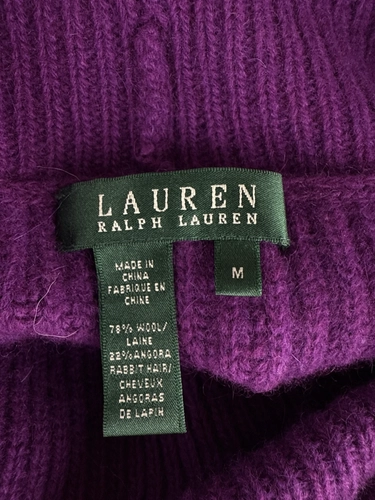 LAUREN
RALPH LAUREN
M
MADE IN
CHINA
FABRIQUE EN
CHINE
78% WOOL/
LAINE
22% ANGORA
RABBIT HAIR/
CHEVEUX
ANGORAS
DE LAPIN